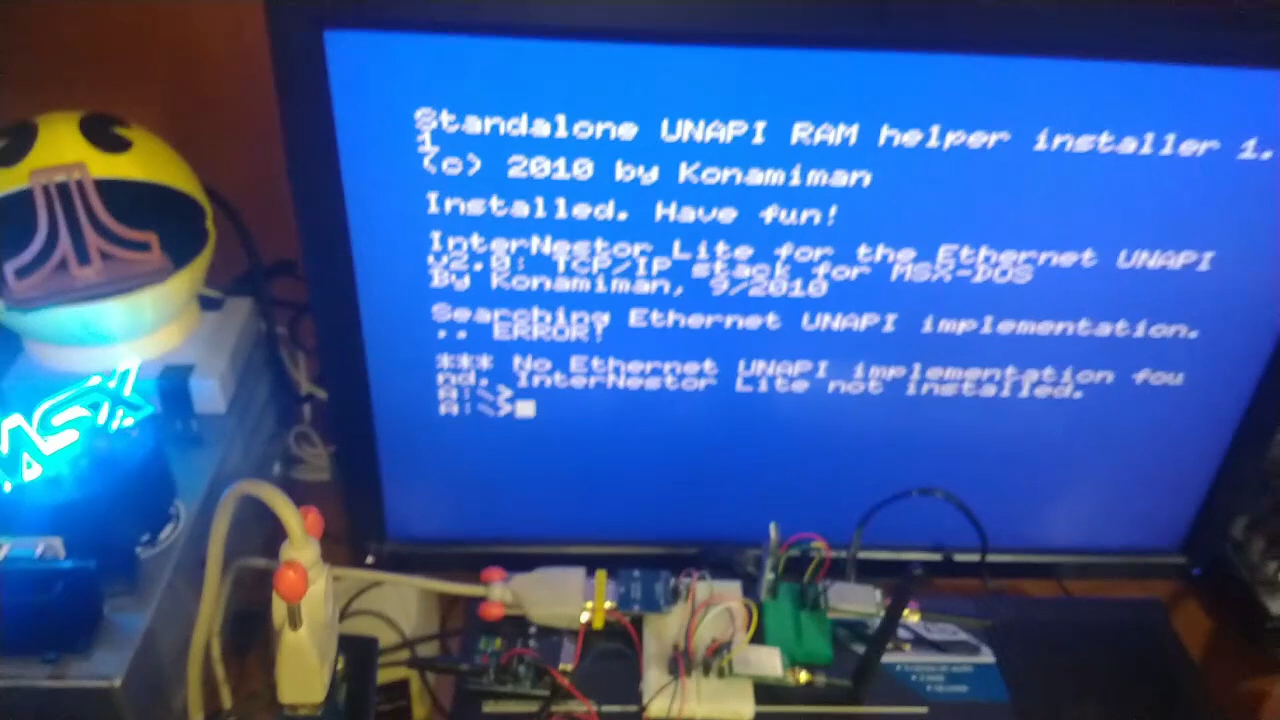 Standalone UNAPI RAM helper installer 1.
1
(c) 2010 by Konamiman
Installed. Have fun!
InterNestor Lite for the Ethernet UNAPI
v2.0: TCP/IP stack for MSX-DOS
By Konamiman, 9/2010
Searching Ethernet UNAPI implementation.
.. ERROR!
*** No Ethernet UNAPI implementation fou
nd. InterNestor Lite not installed.
A:\>
A:\>
MSX